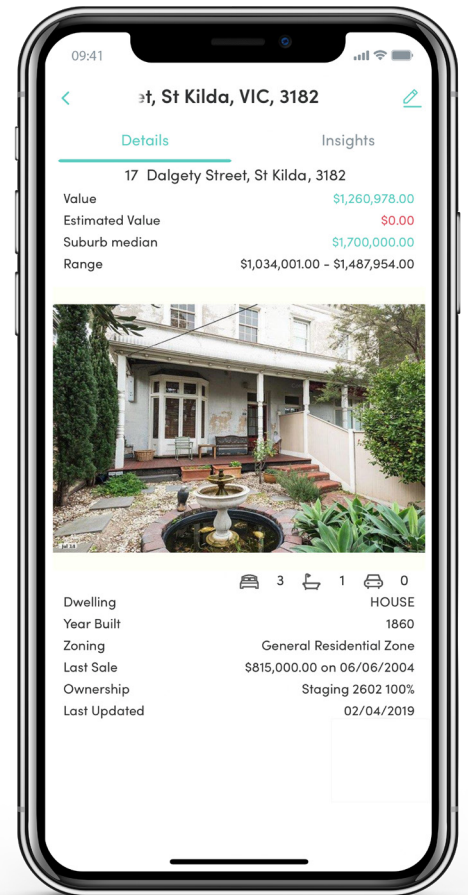 09:41
et, St Kilda, VIC, 3182
Details Insights
17 Dalgety Street, St Kilda, 3182
Value $1,260,978.00
Estimated Value $0.00
Suburb median $1,700,000.00
Range $1,034,001.00 - $1,487,954.00
Jul 18
3 1 0
Dwelling HOUSE
Year Built 1860
Zoning General Residential Zone
Last Sale $815,000.00 on 06/06/2004
Ownership Staging 2602 100%
Last Updated 02/04/2019